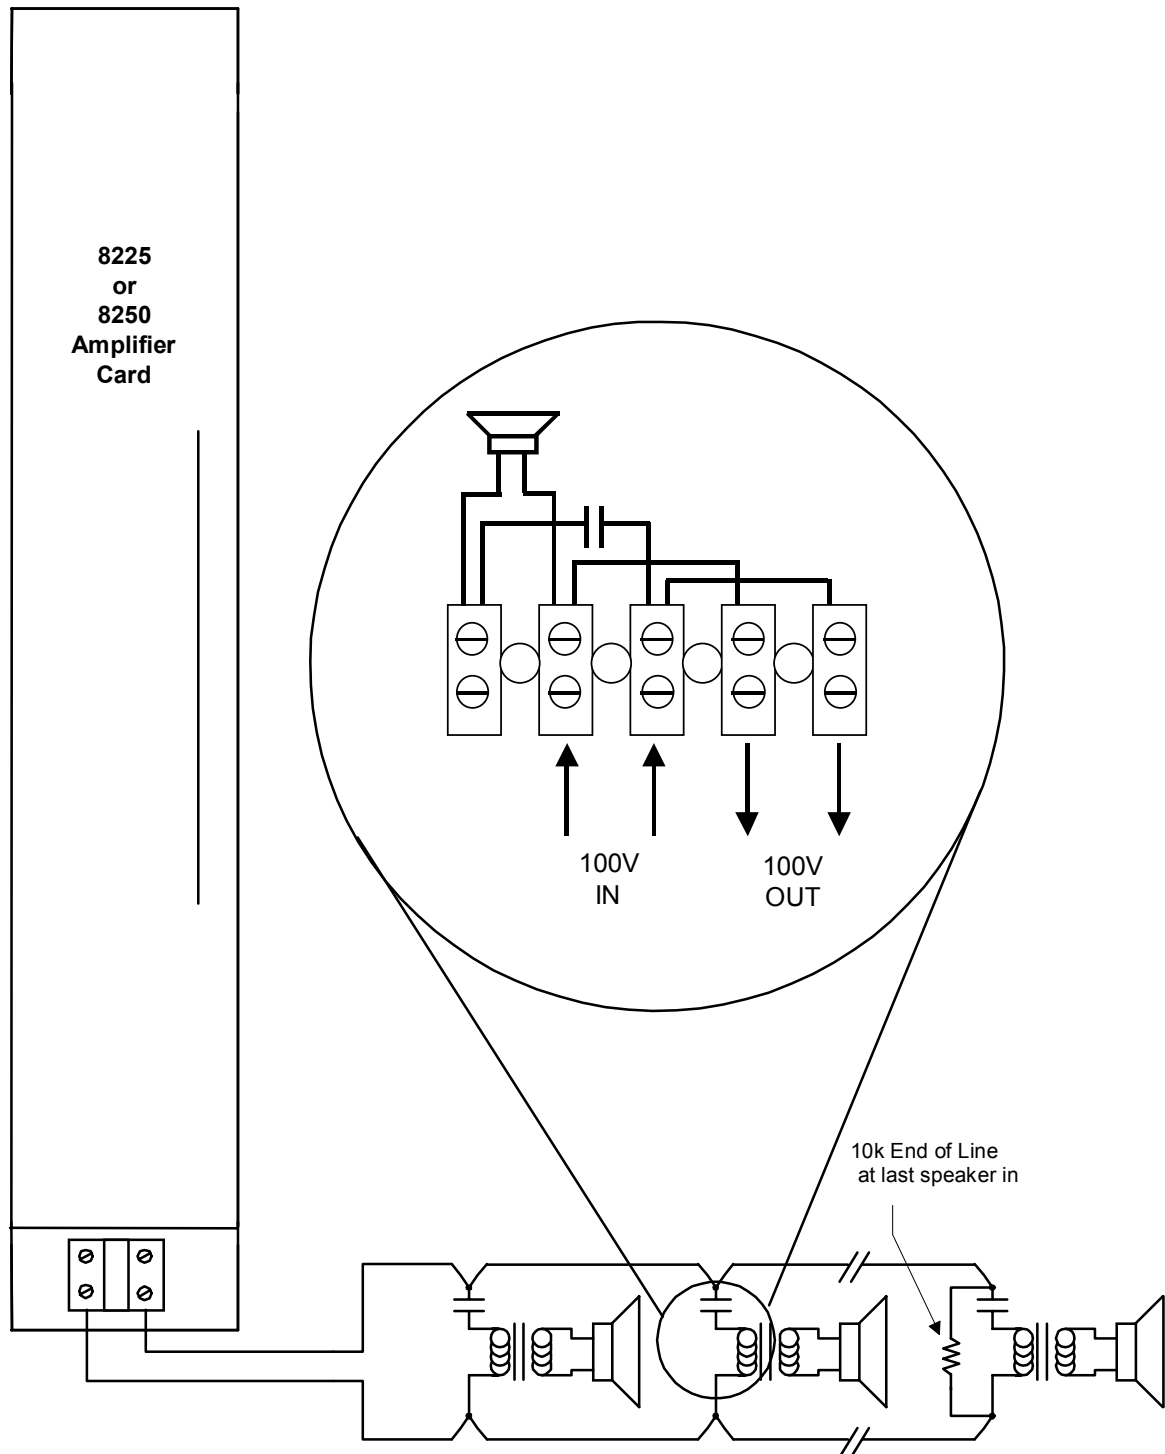 8225
or
8250
Amplifier
Card
100V
IN
100V
OUT
10k End of Line
at last speaker in